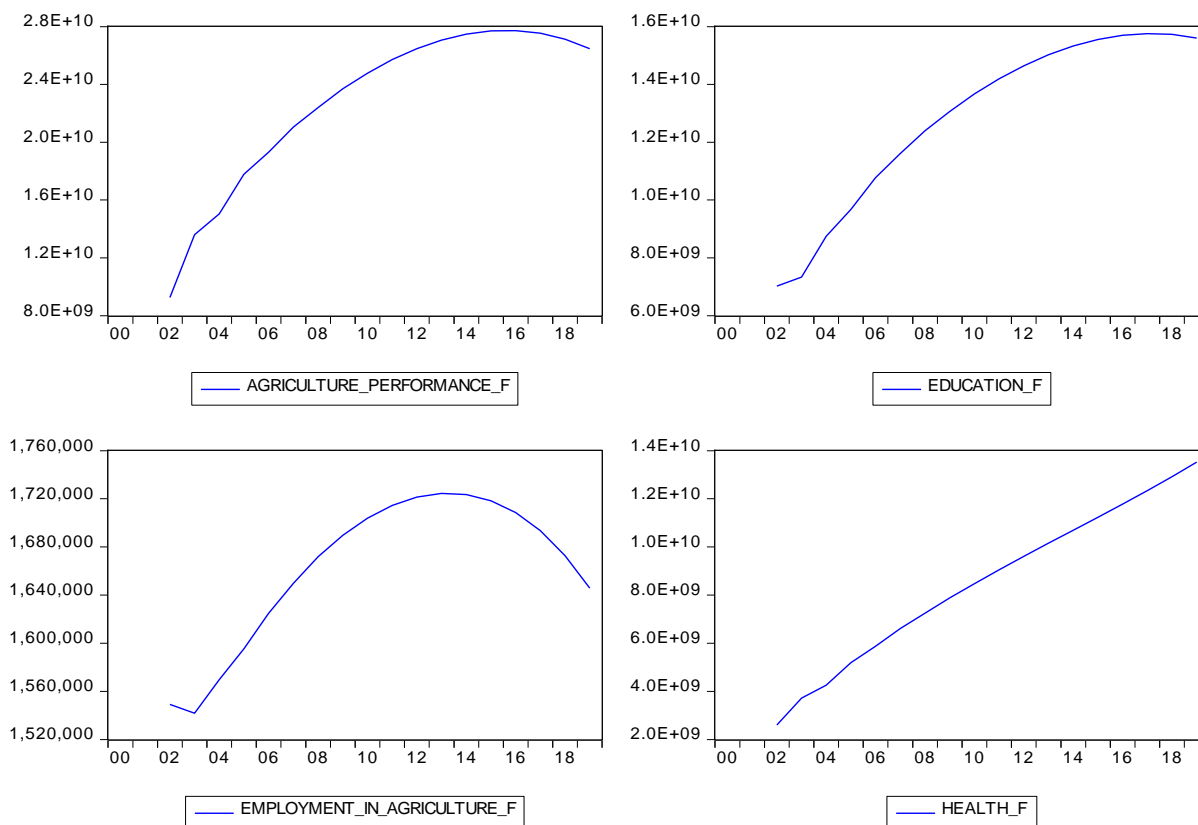 2.8E+10
2.4E+10
2.0E+10
1.6E+10
1.2E+10
8.0E+09
00 02 04 06 08 10 12 14 16 18
AGRICULTURE_PERFORMANCE_F
1.6E+10
1.4E+10
1.2E+10
1.0E+10
8.0E+09
6.0E+09
00 02 04 06 08 10 12 14 16 18
EDUCATION_F
1,760,000
1,720,000
1,680,000
1,640,000
1,600,000
1,560,000
1,520,000
00 02 04 06 08 10 12 14 16 18
EMPLOYMENT_IN_AGRICULTURE_F
1.4E+10
1.2E+10
1.0E+10
8.0E+09
6.0E+09
4.0E+09
2.0E+09
00 02 04 06 08 10 12 14 16 18
HEALTH_F